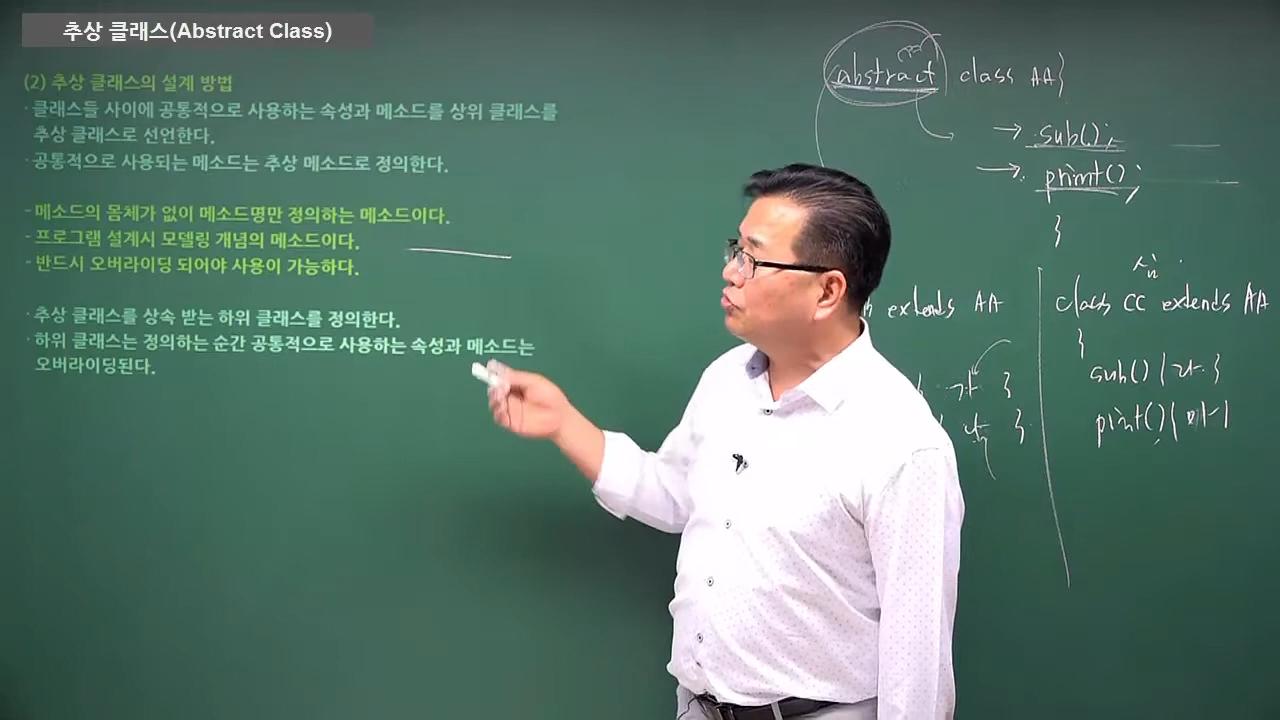 추상 클래스(Abstract Class)
(2) 추상 클래스의 설계 방법
·클래스들 사이에 공통적으로 사용하는 속성과 메소드를 상위 클래스를
추상 클래스로 선언한다.
·공통적으로 사용되는 메소드는 추상 메소드로 정의한다.
-메소드의 몸체가 없이 메소드명만 정의하는 메소드이다.
-프로그램 설계시 모델링 개념의 메소드이다.
-반드시 오버라이딩 되어야 사용이 가능하다.
·추상 클래스를 상속 받는 하위 클래스를 정의한다.
·하위 클래스는 정의하는 순간 공통적으로 사용하는 속성과 메소드는
오버라이딩된다.
abstract class AA{
→ sub();
→ print();
}
extends AA
}
}
class CC extends AA
{
sub() { 라 }
print() {